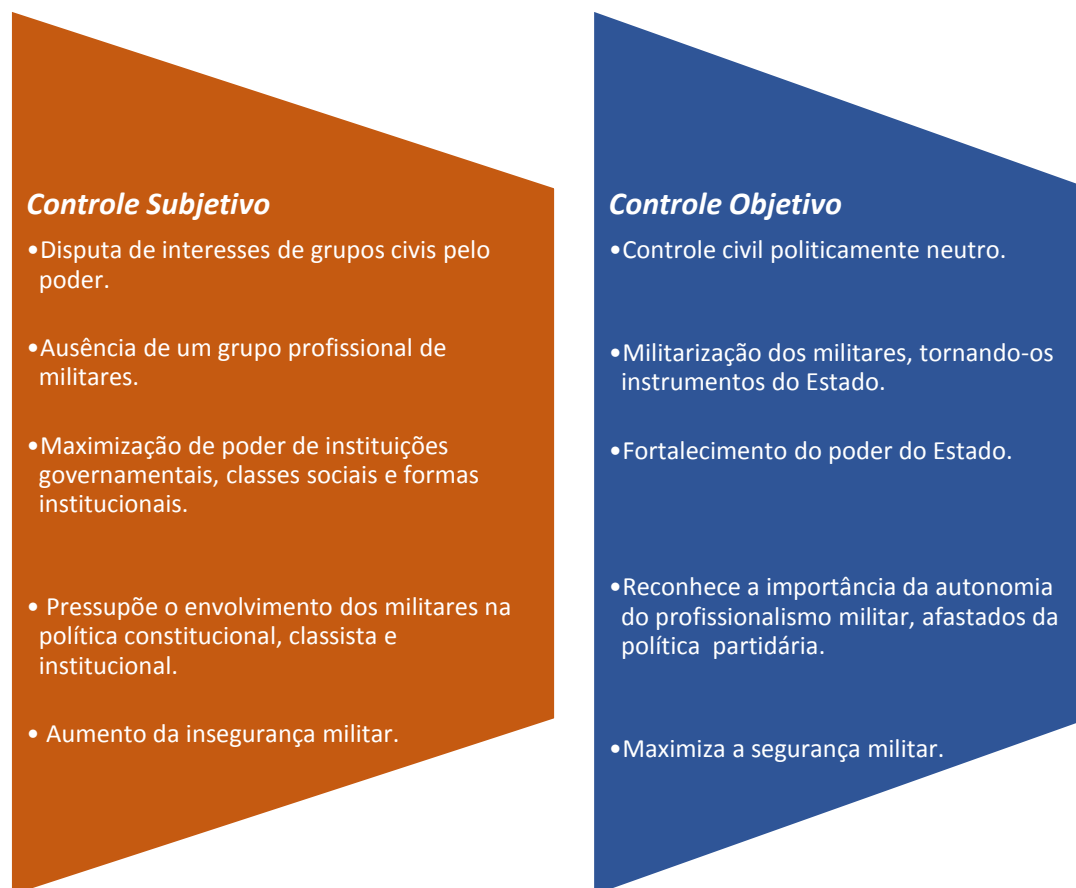 Controle Subjetivo
•Disputa de interesses de grupos civis pelo
poder.
•Ausência de um grupo profissional de
militares.
•Maximização de poder de instituições
governamentais, classes sociais e formas
institucionais.
• Pressupõe o envolvimento dos militares na
política constitucional, classista e
institucional.
• Aumento da insegurança militar.
Controle Objetivo
•Controle civil politicamente neutro.
•Militarização dos militares, tornando-os
instrumentos do Estado.
•Fortalecimento do poder do Estado.
•Reconhece a importância da autonomia
do profissionalismo militar, afastados da
política partidária.
•Maximiza a segurança militar.